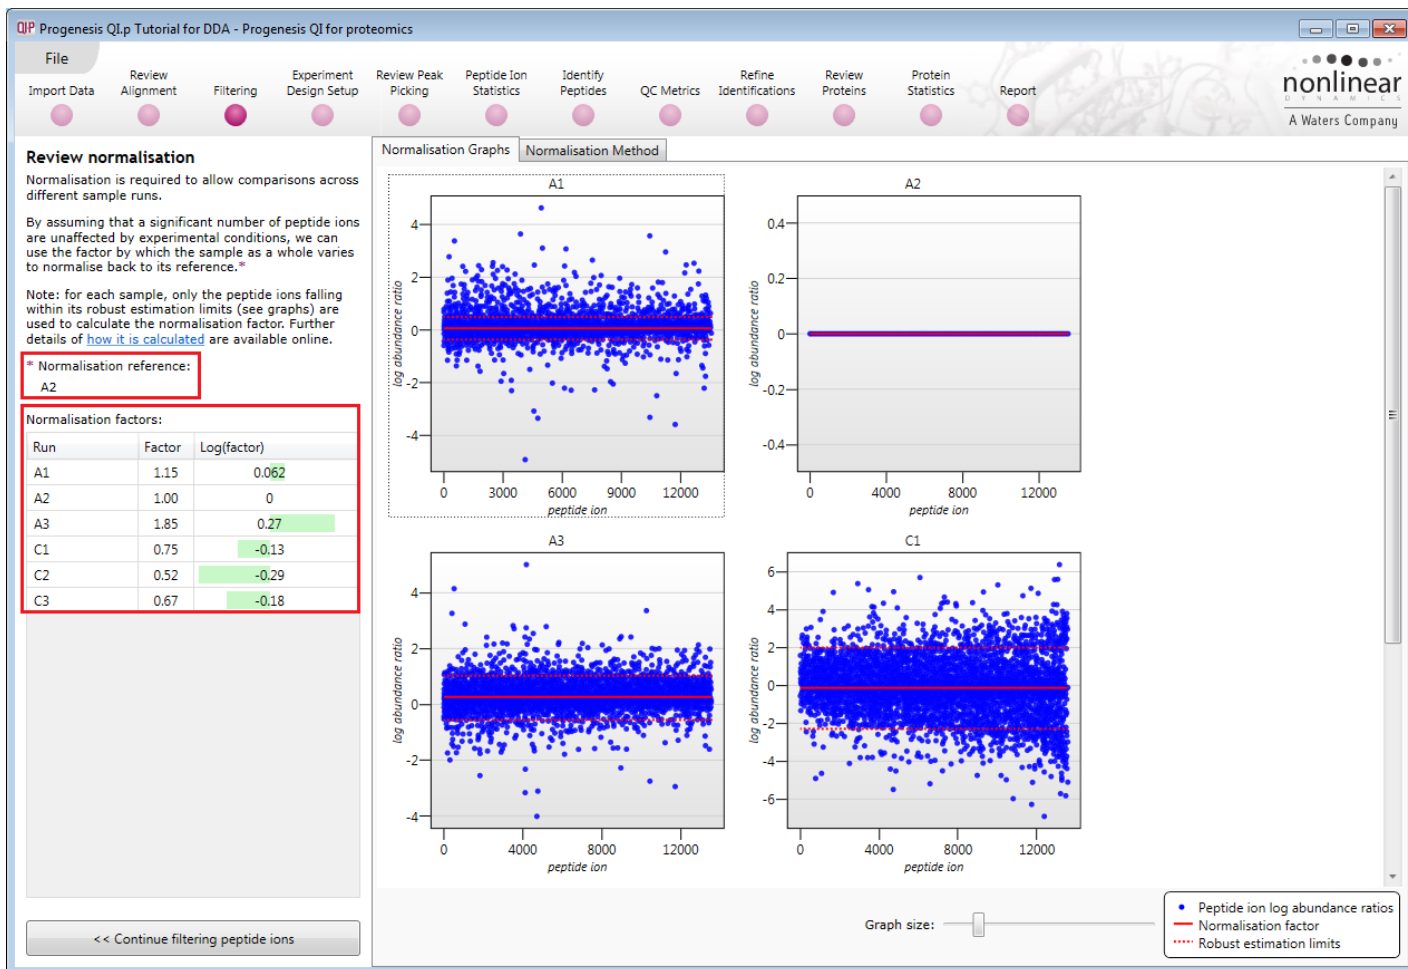 QIP Progenesis QI.p Tutorial for DDA - Progenesis QI for proteomics
File
Import Data
Review
Alignment
Filtering
Experiment
Design Setup
Review Peak
Picking
Peptide Ion
Statistics
Identify
Peptides
QC Metrics
Refine
Identifications
Review
Proteins
Protein
Statistics
Report
nonlinear
DYNAMICS
A Waters Company
Review normalisation
Normalisation is required to allow comparisons across
different sample runs.
By assuming that a significant number of peptide ions
are unaffected by experimental conditions, we can
use the factor by which the sample as a whole varies
to normalise back to its reference.*
Note: for each sample, only the peptide ions falling
within its robust estimation limits (see graphs) are
used to calculate the normalisation factor. Further
details of how it is calculated are available online.
* Normalisation reference:
A2
Normalisation factors:
Run Factor Log(factor)
A1 1.15 0.062
A2 1.00 0
A3 1.85 0.27
C1 0.75 -0.13
C2 0.52 -0.29
C3 0.67 -0.18
<< Continue filtering peptide ions
Normalisation Graphs
Normalisation Method
A1
log abundance ratio
4
2
0
-2
-4
0 3000 6000 9000 12000
peptide ion
A2
log abundance ratio
0.4
0.2
0
-0.2
-0.4
0 4000 8000 12000
peptide ion
A3
log abundance ratio
4
2
0
-2
-4
0 4000 8000 12000
peptide ion
C1
log abundance ratio
6
4
2
0
-2
-4
-6
0 4000 8000 12000
peptide ion
Graph size:
Peptide ion log abundance ratios
Normalisation factor
Robust estimation limits